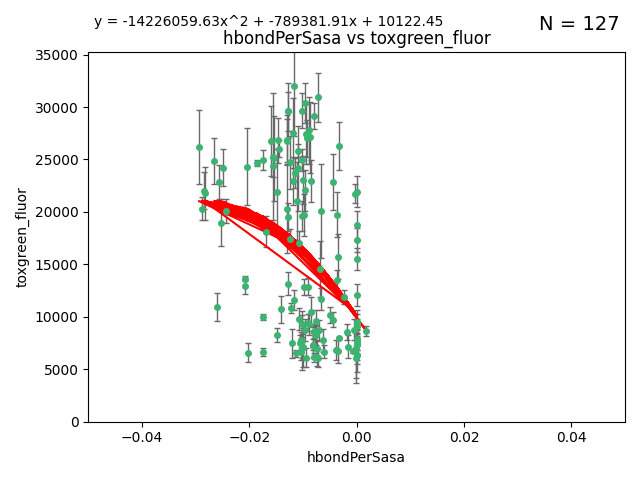 y = -14226059.63x^2 + -789381.91x + 10122.45
N = 127
hbondPerSasa vs toxgreen_fluor
35000
30000
25000
20000
15000
10000
5000
0
toxgreen_fluor
−0.04
−0.02
0.00
0.02
0.04
hbondPerSasa